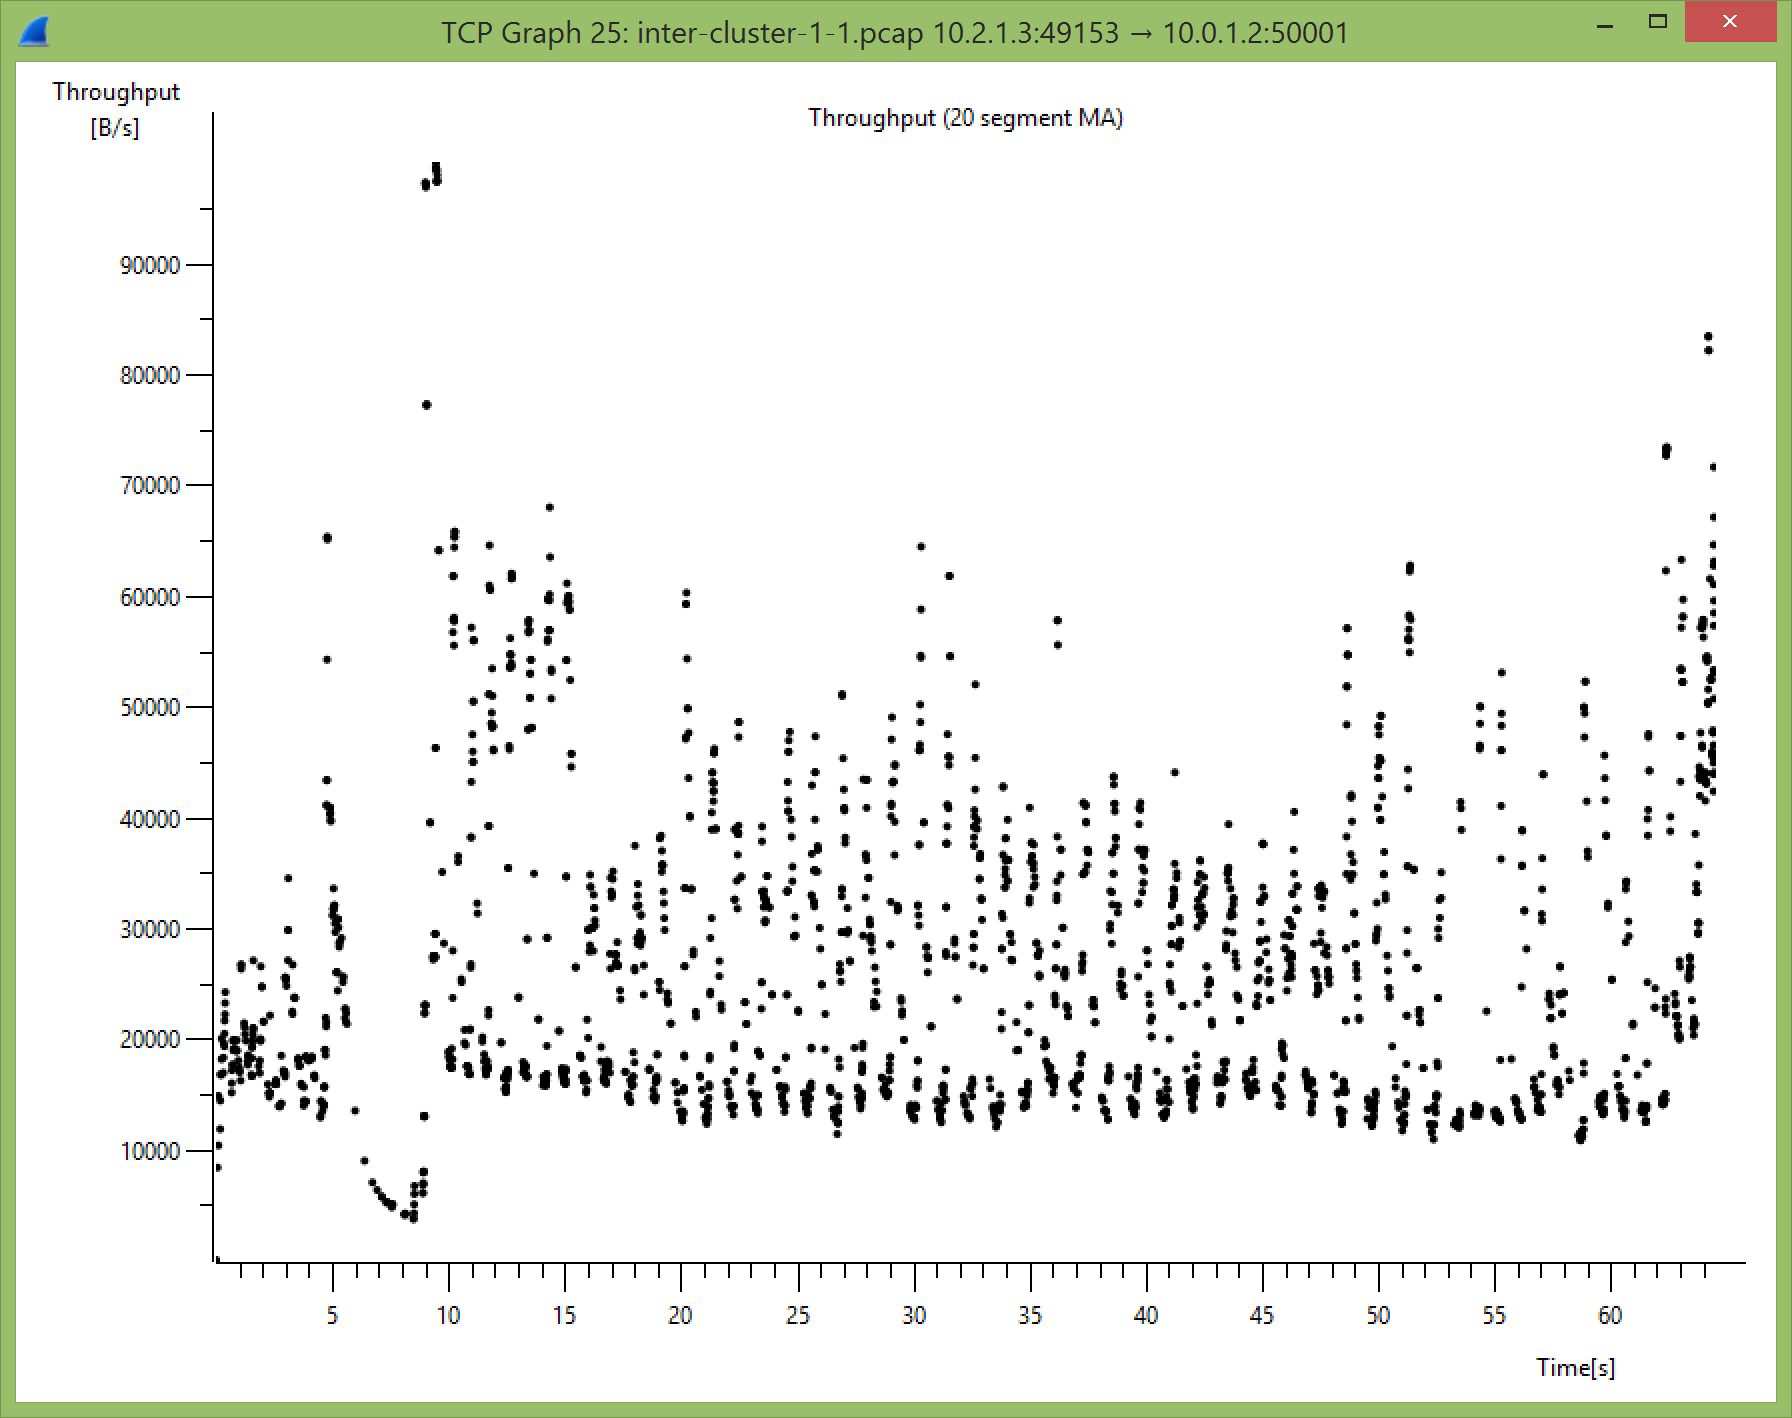 TCP Graph 25: inter-cluster-1-1.pcap 10.2.1.3:49153 → 10.0.1.2:50001
Throughput
[B/s]
Throughput (20 segment MA)
90000
80000
70000
60000
50000
40000
30000
20000
10000
5 10 15 20 25 30 35 40 45 50 55 60
Time[s]